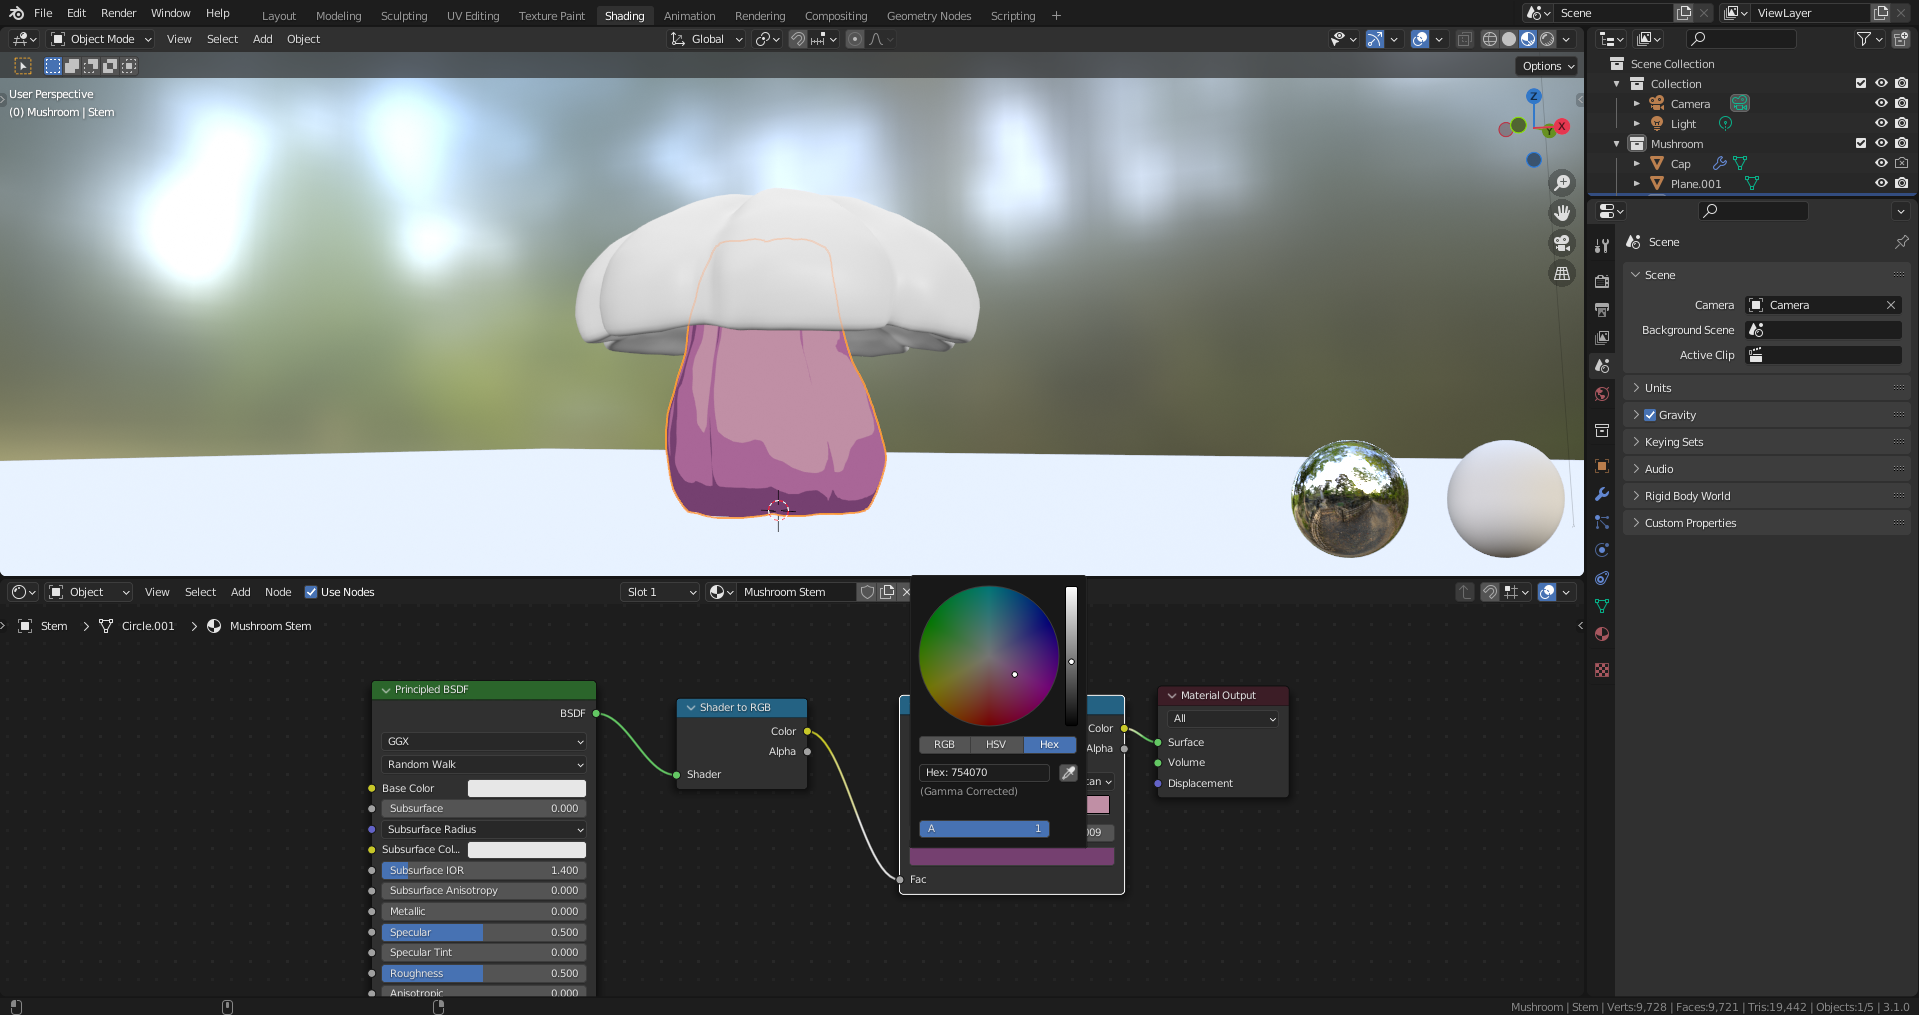 File Edit Render Window Help Layout Modeling Sculpting UV Editing Texture Paint Shading Animation Rendering Compositing Geometry Nodes Scripting + Scene ViewLayer
Object Mode View Select Add Object Global
Options
User Perspective
(0) Mushroom | Stem
Z
X
Y
Scene Collection
Collection
Camera
Light
Mushroom
Cap
Plane.001
Scene
Scene
Camera Camera
Background Scene
Active Clip
Units
Gravity
Keying Sets
Audio
Rigid Body World
Custom Properties
Object View Select Add Node Use Nodes Slot 1 Mushroom Stem
Stem > Circle.001 > Mushroom Stem
Principled BSDF
BSDF
GGX
Random Walk
Base Color
Subsurface 0.000
Subsurface Radius
Subsurface Col...
Subsurface IOR 1.400
Subsurface Anisotropy 0.000
Metallic 0.000
Specular 0.500
Specular Tint 0.000
Roughness 0.500
Anisotropic 0.000
Shader to RGB
Color
Alpha
Shader
RGB HSV Hex
Hex: 754070
(Gamma Corrected)
A 1
Color
Alpha
Fac
Material Output
All
Surface
Volume
Displacement
Mushroom | Stem | Verts:9,728 | Faces:9,721 | Tris:19,442 | Objects:1/5 | 3.1.0